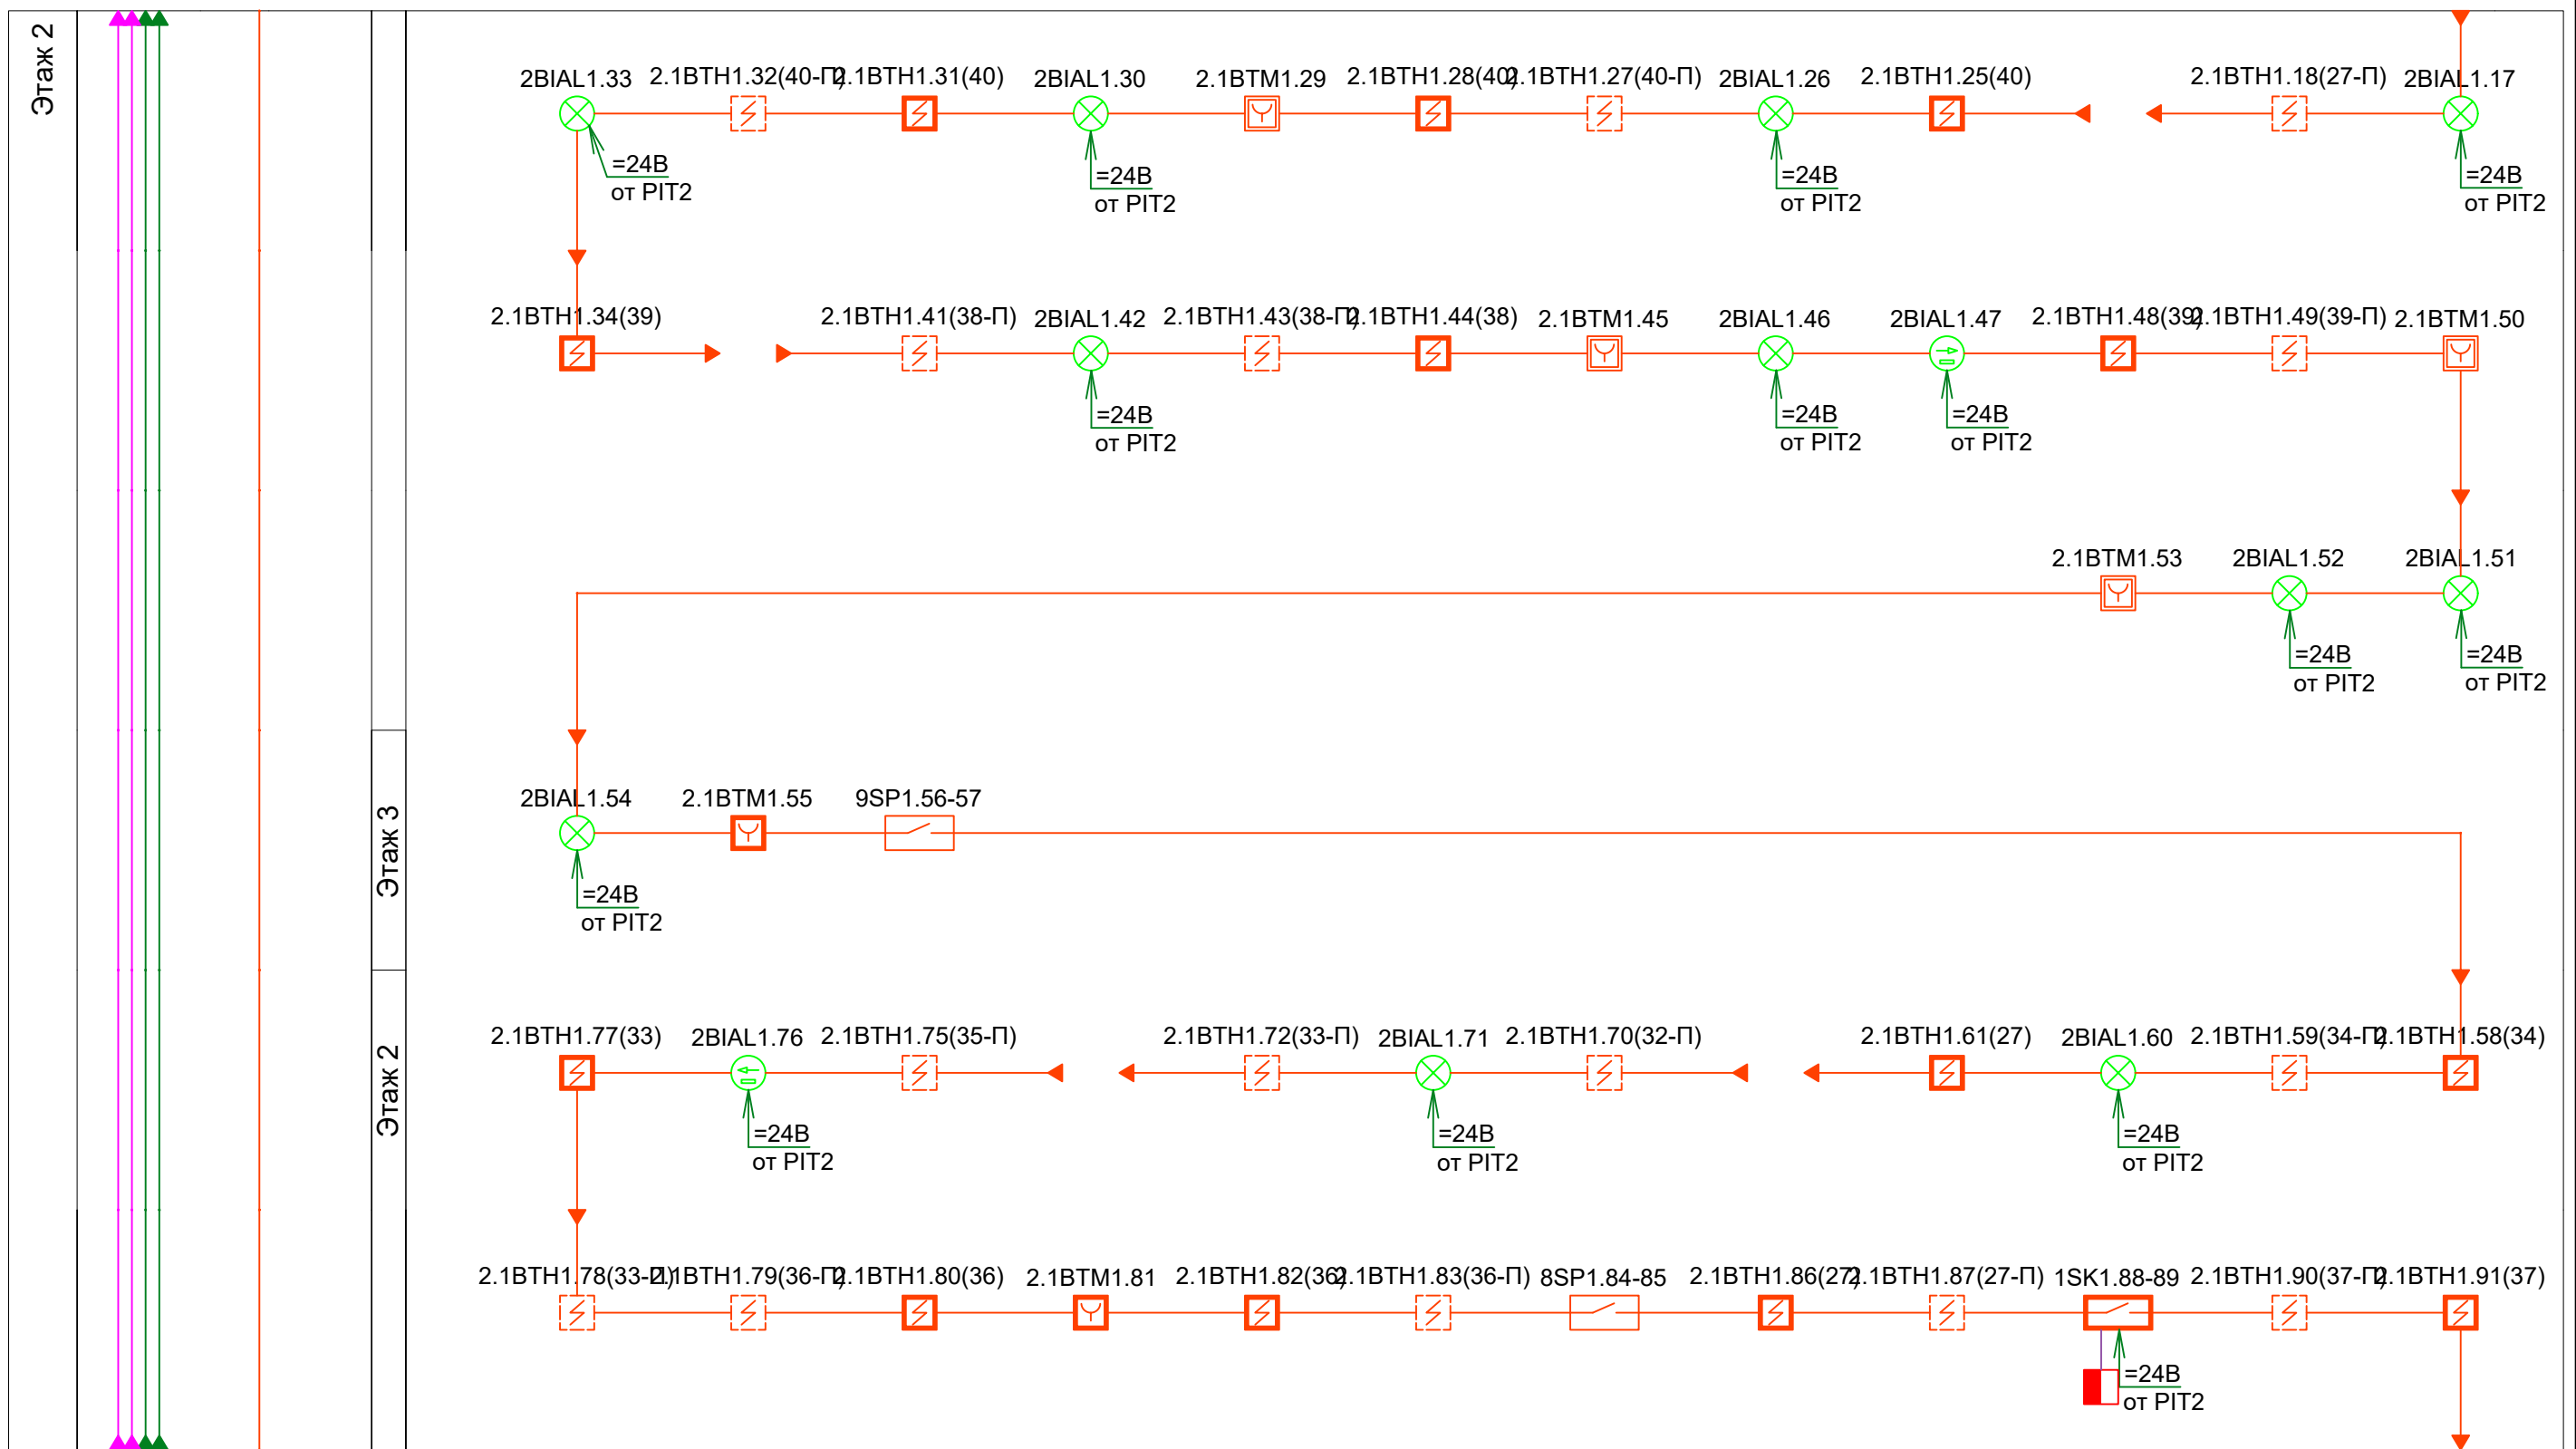 Этаж 2
2BIAL1.33 2.1BTH1.32(40-П) 2.1BTH1.31(40) 2BIAL1.30 2.1BTM1.29 2.1BTH1.28(40) 2.1BTH1.27(40-П) 2BIAL1.26 2.1BTH1.25(40) 2.1BTH1.18(27-П) 2BIAL1.17
=24В =24В =24В =24В
от PIT2 от PIT2 от PIT2 от PIT2
2.1BTH1.34(39) 2.1BTH1.41(38-П) 2BIAL1.42 2.1BTH1.43(38-П) 2.1BTH1.44(38) 2.1BTM1.45 2BIAL1.46 2BIAL1.47 2.1BTH1.48(39) 2.1BTH1.49(39-П) 2.1BTM1.50
=24В =24В =24В
от PIT2 от PIT2 от PIT2
2.1BTM1.53 2BIAL1.52 2BIAL1.51
=24В =24В
от PIT2 от PIT2
Этаж 3
2BIAL1.54 2.1BTM1.55 9SP1.56-57
=24В
от PIT2
Этаж 2
2.1BTH1.77(33) 2BIAL1.76 2.1BTH1.75(35-П) 2.1BTH1.72(33-П) 2BIAL1.71 2.1BTH1.70(32-П) 2.1BTH1.61(27) 2BIAL1.60 2.1BTH1.59(34-П) 2.1BTH1.58(34)
=24В =24В =24В
от PIT2 от PIT2 от PIT2
2.1BTH1.78(33-П) 2.1BTH1.79(36-П) 2.1BTH1.80(36) 2.1BTM1.81 2.1BTH1.82(36) 2.1BTH1.83(36-П) 8SP1.84-85 2.1BTH1.86(27) 2.1BTH1.87(27-П) 1SK1.88-89 2.1BTH1.90(37-П) 2.1BTH1.91(37)
=24В
от PIT2